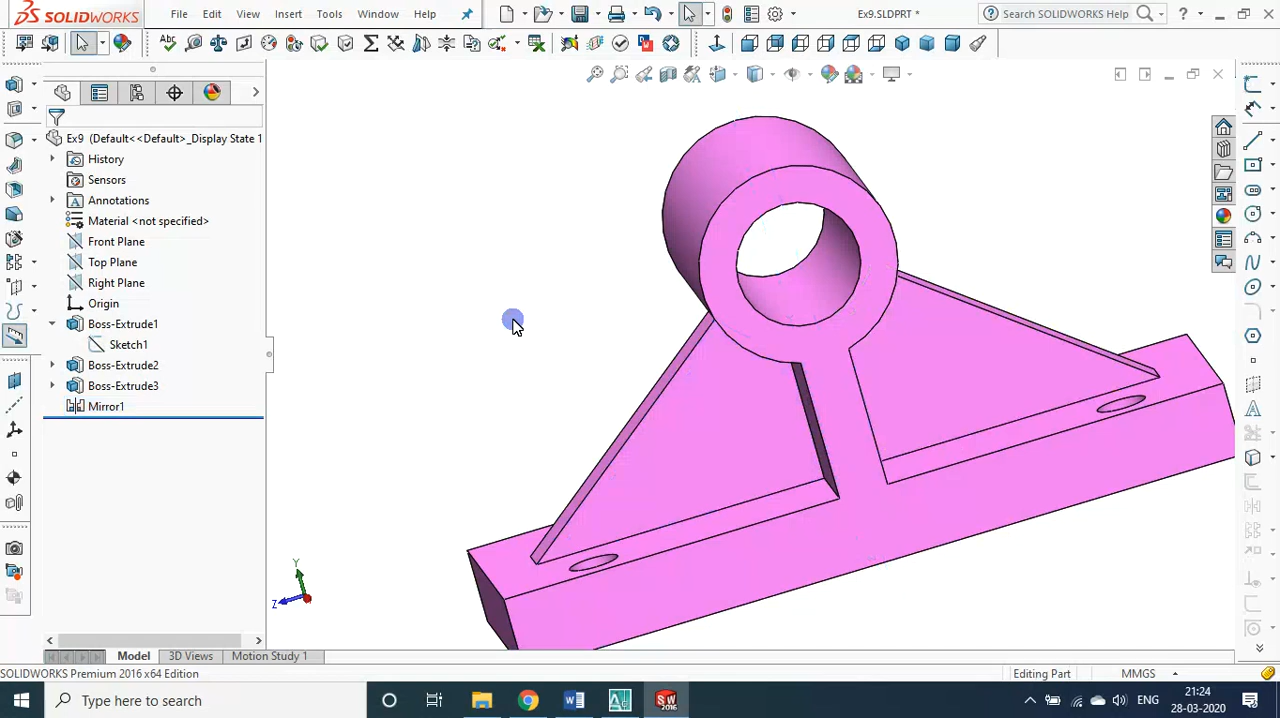 SOLIDWORKS
File Edit View Insert Tools Window Help
Ex9.SLDPRT *
Search SOLIDWORKS Help
?
Ex9 (Default<<Default>_Display State 1
History
Sensors
Annotations
Material <not specified>
Front Plane
Top Plane
Right Plane
Origin
Boss-Extrude1
Sketch1
Boss-Extrude2
Boss-Extrude3
Mirror1
Y
Z
Model
3D Views
Motion Study 1
SOLIDWORKS Premium 2016 x64 Edition
Editing Part
MMGS
Type here to search
SW
2016
ENG
21:24
28-03-2020